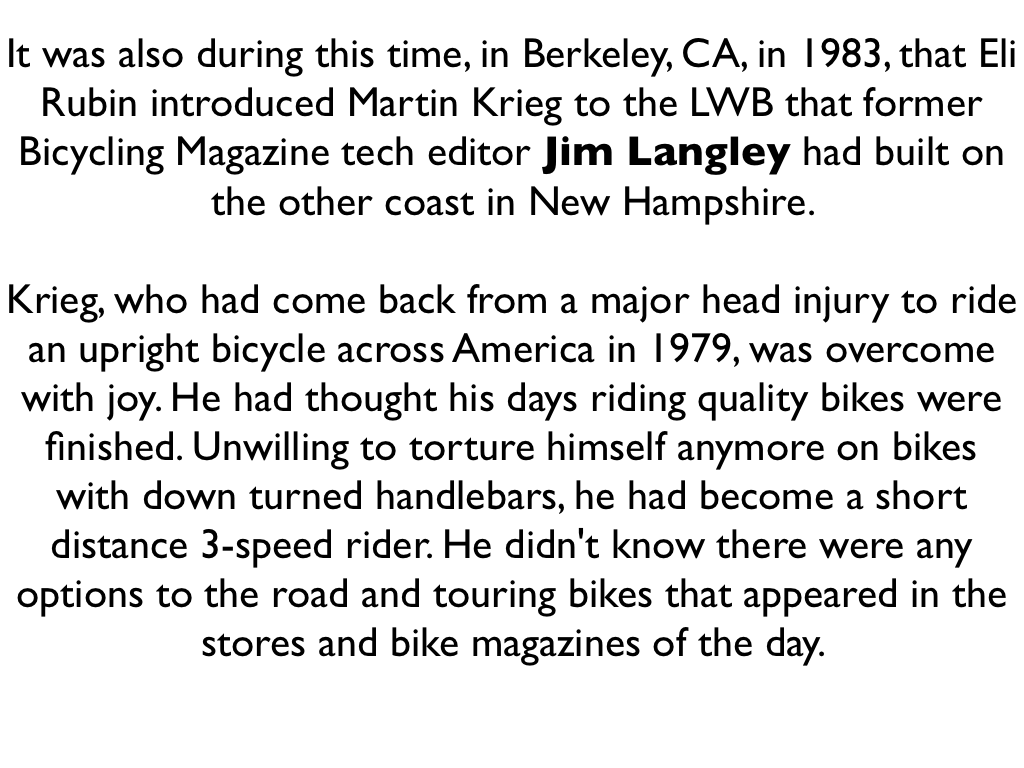 It was also during this time, in Berkeley, CA, in 1983, that Eli
Rubin introduced Martin Krieg to the LWB that former
Bicycling Magazine tech editor Jim Langley had built on
the other coast in New Hampshire.
Krieg, who had come back from a major head injury to ride
an upright bicycle across America in 1979, was overcome
with joy. He had thought his days riding quality bikes were
finished. Unwilling to torture himself anymore on bikes
with down turned handlebars, he had become a short
distance 3-speed rider. He didn't know there were any
options to the road and touring bikes that appeared in the
stores and bike magazines of the day.